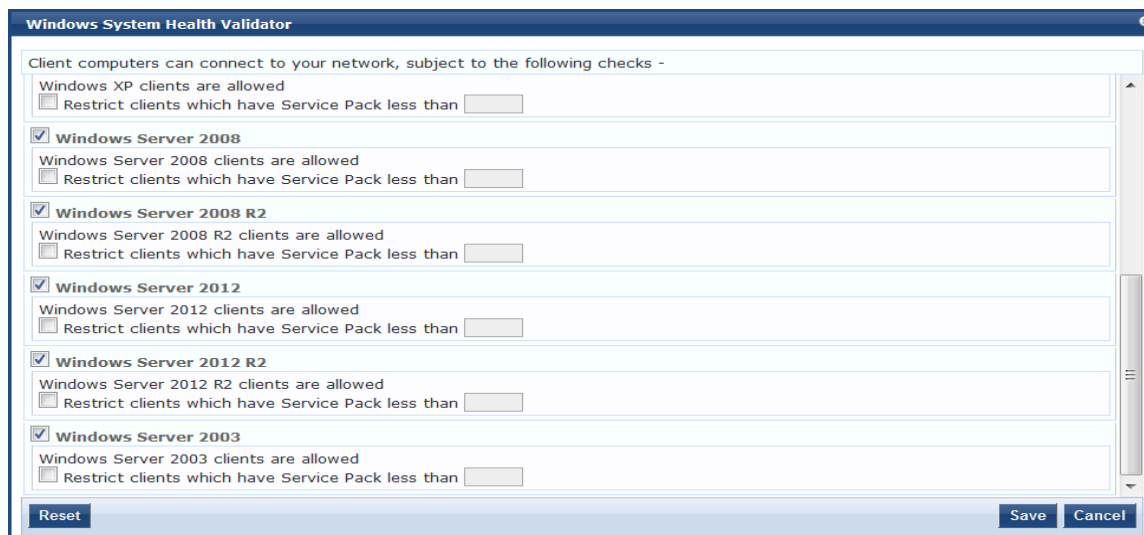 Windows System Health Validator
Client computers can connect to your network, subject to the following checks -
Windows XP clients are allowed
Restrict clients which have Service Pack less than
Windows Server 2008
Windows Server 2008 clients are allowed
Restrict clients which have Service Pack less than
Windows Server 2008 R2
Windows Server 2008 R2 clients are allowed
Restrict clients which have Service Pack less than
Windows Server 2012
Windows Server 2012 clients are allowed
Restrict clients which have Service Pack less than
Windows Server 2012 R2
Windows Server 2012 R2 clients are allowed
Restrict clients which have Service Pack less than
Windows Server 2003
Windows Server 2003 clients are allowed
Restrict clients which have Service Pack less than
Reset Save Cancel